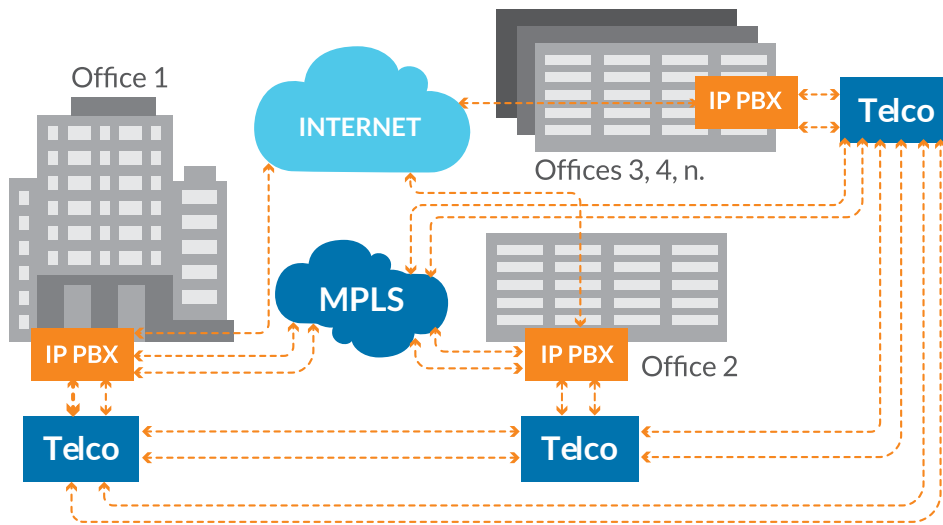 Office 1
INTERNET
IP PBX
Telco
Offices 3, 4, n.
MPLS
IP PBX
IP PBX
Office 2
Telco
Telco